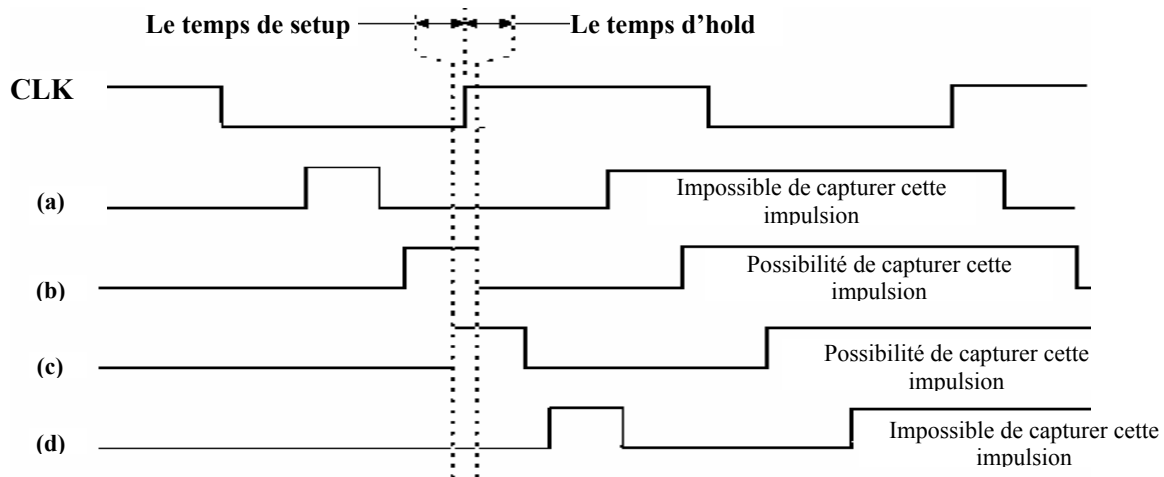 Le temps de setup
Le temps d’hold
CLK
(a)
Impossible de capturer cette
impulsion
(b)
Possibilité de capturer cette
impulsion
(c)
Possibilité de capturer cette
impulsion
(d)
Impossible de capturer cette
impulsion